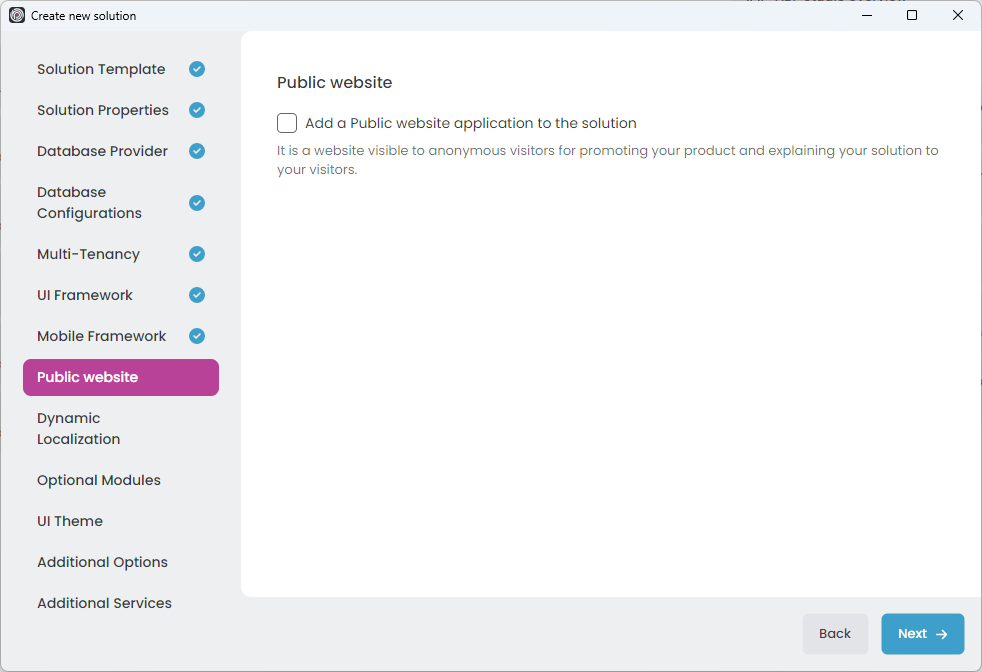 Create new solution
Solution Template
Solution Properties
Database Provider
Database
Configurations
Multi-Tenancy
UI Framework
Mobile Framework
Public website
Dynamic
Localization
Optional Modules
UI Theme
Additional Options
Additional Services
Public website
Add a Public website application to the solution
It is a website visible to anonymous visitors for promoting your product and explaining your solution to
your visitors.
Back
Next